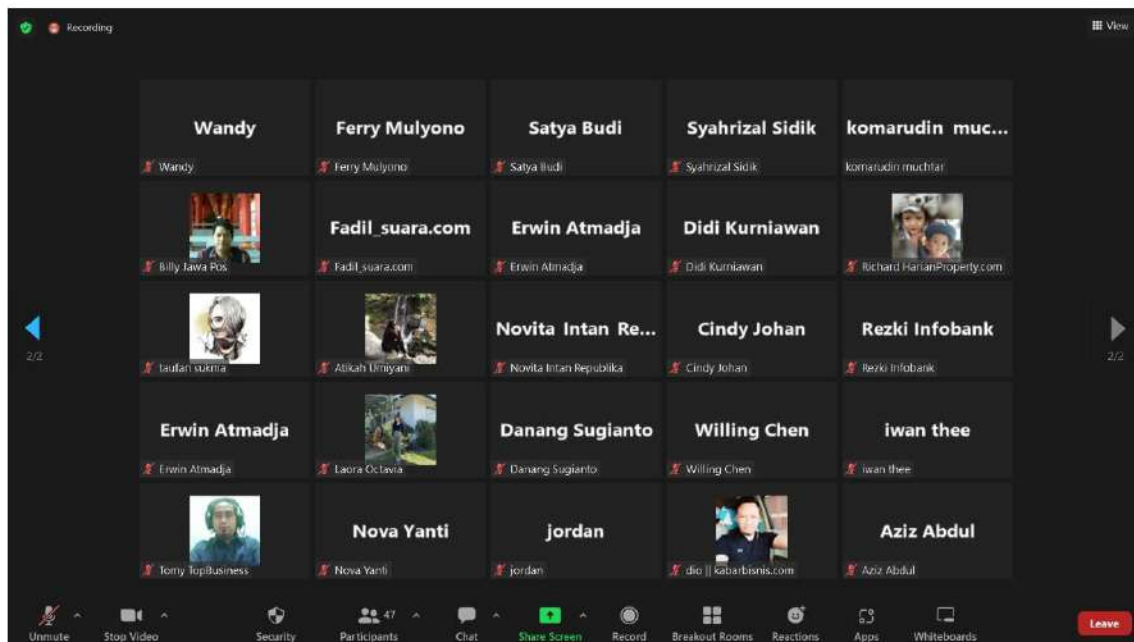 Recording
View
Wandy
Ferry Mulyono
Satya Budi
Syahrizal Sidik
komarudin muc...
Wandy
Ferry Mulyono
Satya Budi
Syahrizal Sidik
komarudin muchtar
Fadil_suara.com
Erwin Atmadja
Didi Kurniawan
Billy Jawa Pos
Fadil_suara.com
Erwin Atmadja
Didi Kurniawan
Richard HarianProperty.com
Novita Intan Re...
Cindy Johan
Rezki Infobank
2/2
2/2
taufan sukma
Atikah Umiyani
Novita Intan Republika
Cindy Johan
Rezki Infobank
Erwin Atmadja
Danang Sugianto
Willing Chen
iwan thee
Erwin Atmadja
Laora Octavia
Danang Sugianto
Willing Chen
iwan thee
Nova Yanti
jordan
Aziz Abdul
Tomy TopBusiness
Nova Yanti
jordan
dio || kabarbisnis.com
Aziz Abdul
47
Unmute
Stop Video
Security
Participants
Chat
Share Screen
Record
Breakout Rooms
Reactions
Apps
Whiteboards
Leave